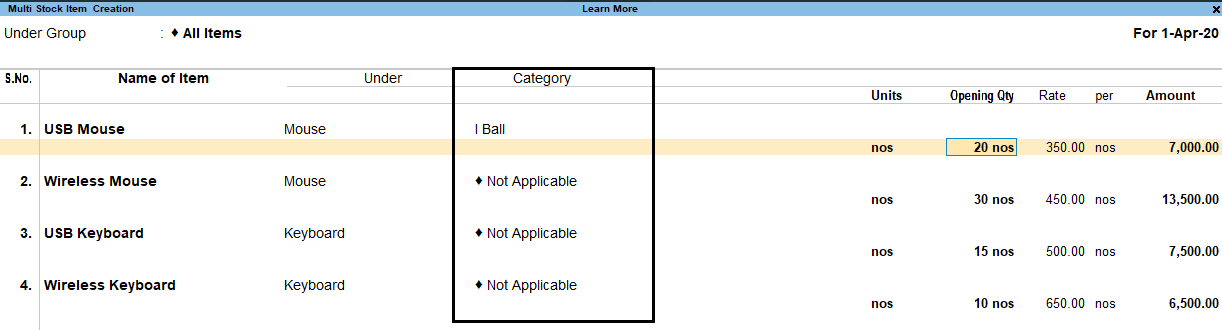 Multi Stock Item Creation Learn More ×
Under Group : ♦ All Items For 1-Apr-20
S.No. Name of Item Under Category
Units Opening Qty Rate per Amount
1. USB Mouse Mouse I Ball
nos 20 nos 350.00 nos 7,000.00
2. Wireless Mouse Mouse ♦ Not Applicable
nos 30 nos 450.00 nos 13,500.00
3. USB Keyboard Keyboard ♦ Not Applicable
nos 15 nos 500.00 nos 7,500.00
4. Wireless Keyboard Keyboard ♦ Not Applicable
nos 10 nos 650.00 nos 6,500.00